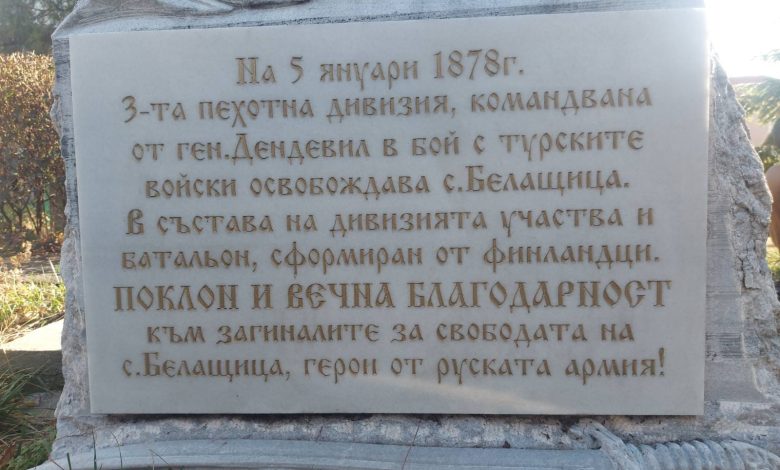 На 5 януари 1878г.
3-та пехотна дивизия, командвана
от ген.Дендевил в бой с турските
войски освобождава с.Белащица.
В състава на дивизията участва и
батальон, сформиран от финландци.
ПОКЛОН И ВЕЧНА БЛАГОДАРНОСТ
към загиналите за свободата на
с.Белащица, герои от руската армия!